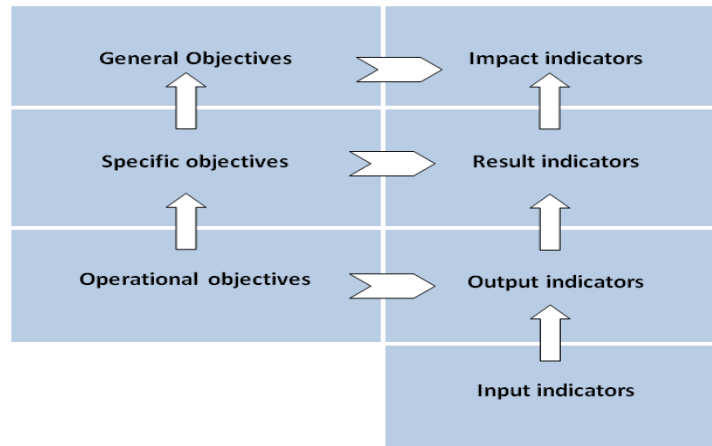 General Objectives
Impact indicators
Specific objectives
Result indicators
Operational objectives
Output indicators
Input indicators